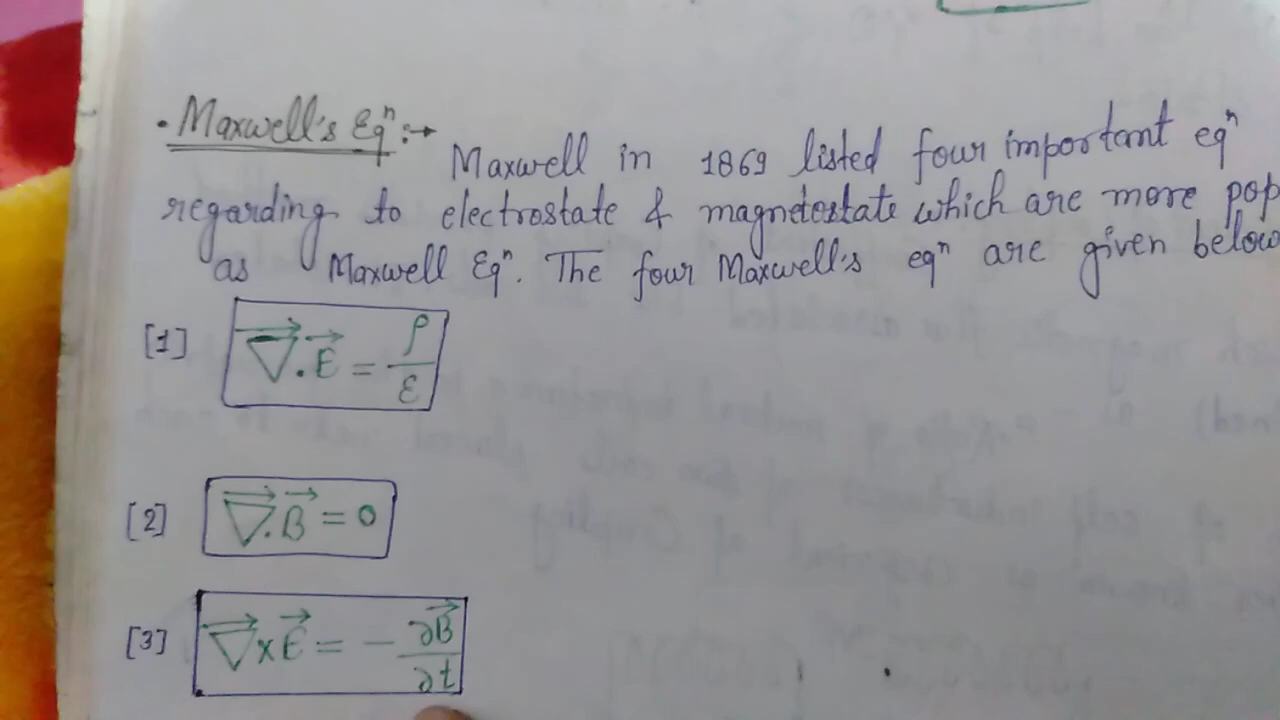 • Maxwell's Eqⁿ :→ Maxwell in 1869 listed four important eqⁿ
regarding to electrostate & magnetostate which are more pop
as Maxwell Eqⁿ. The four Maxwell's eqⁿ are given below
[1] ∇⃗.E⃗ = ρ/ε
[2] ∇⃗.B⃗ = 0
[3] ∇⃗×E⃗ = - ∂B⃗/∂t